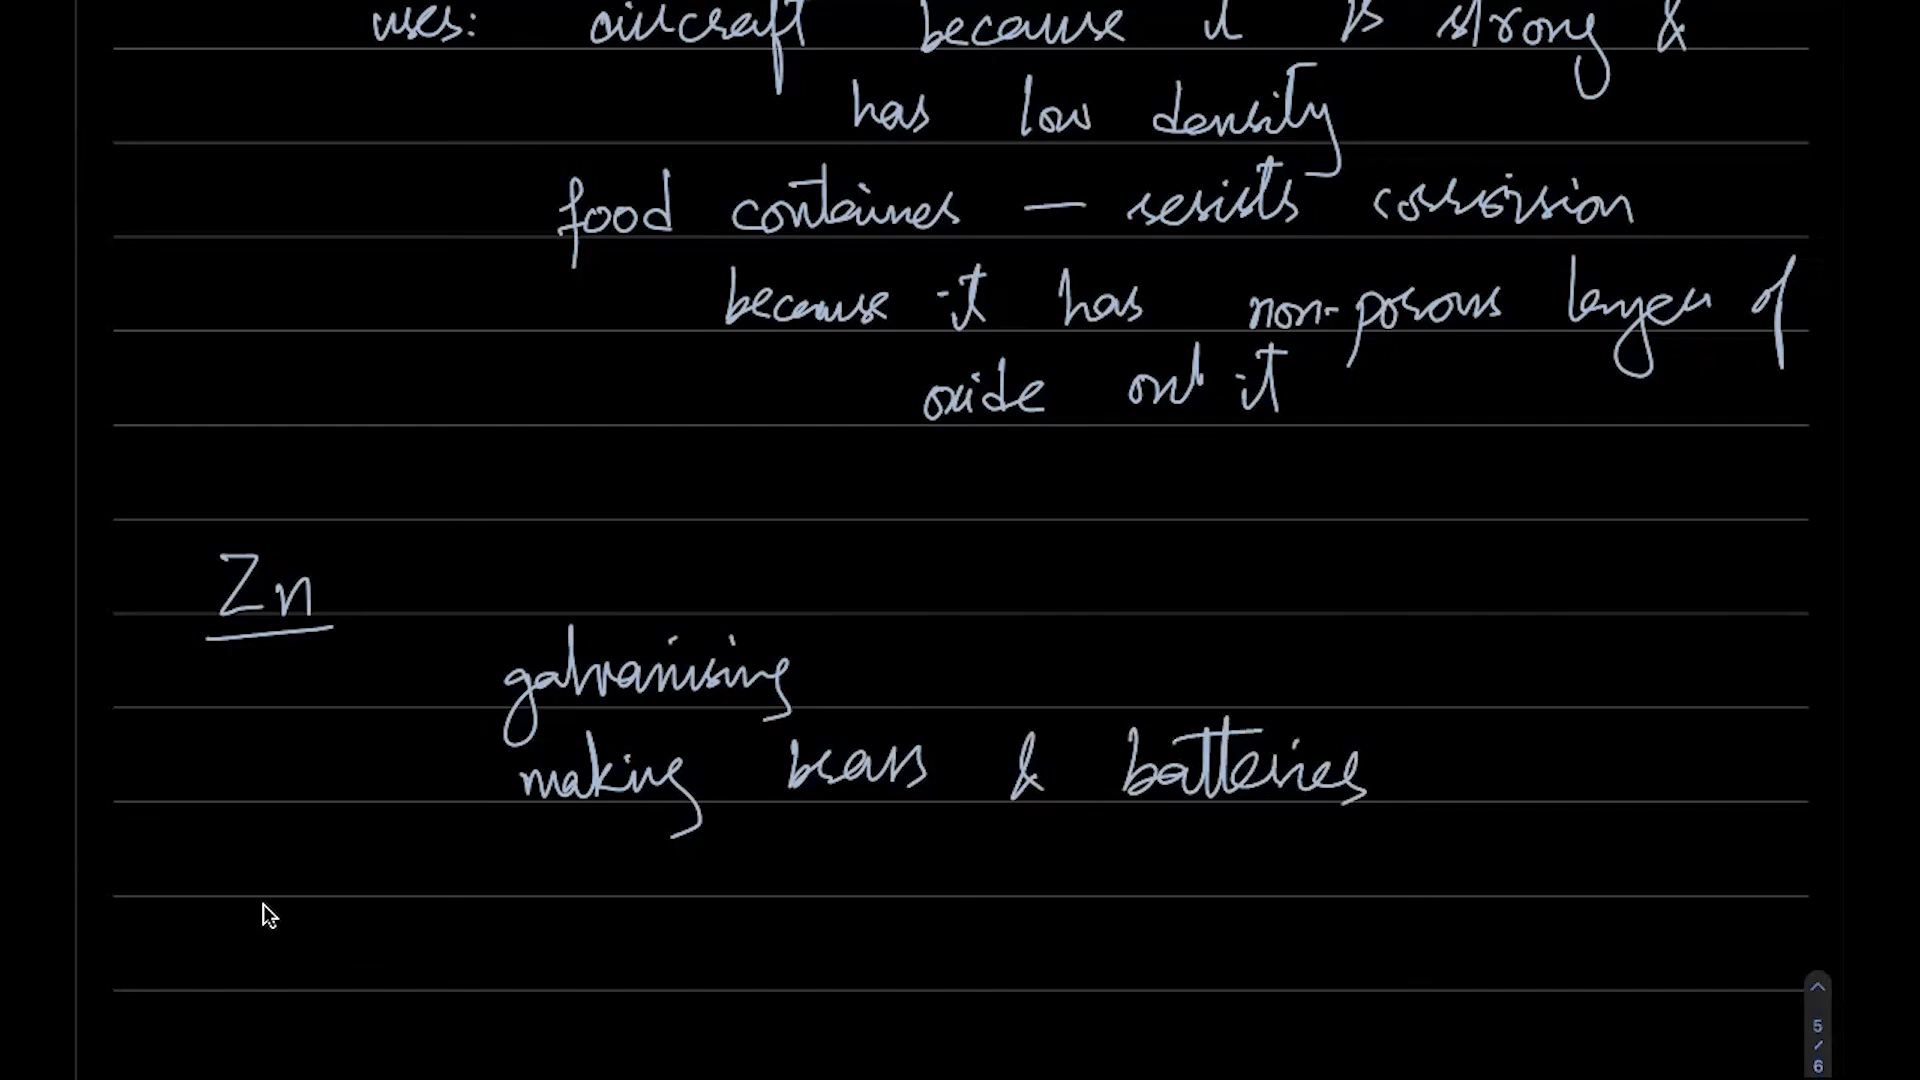 uses: aircraft because it is strong &
has low density
food containes — resists corrosion
because it has non-porous layer of
oxide on it
Zn
galvanising
making brass & batteries
5
/
6